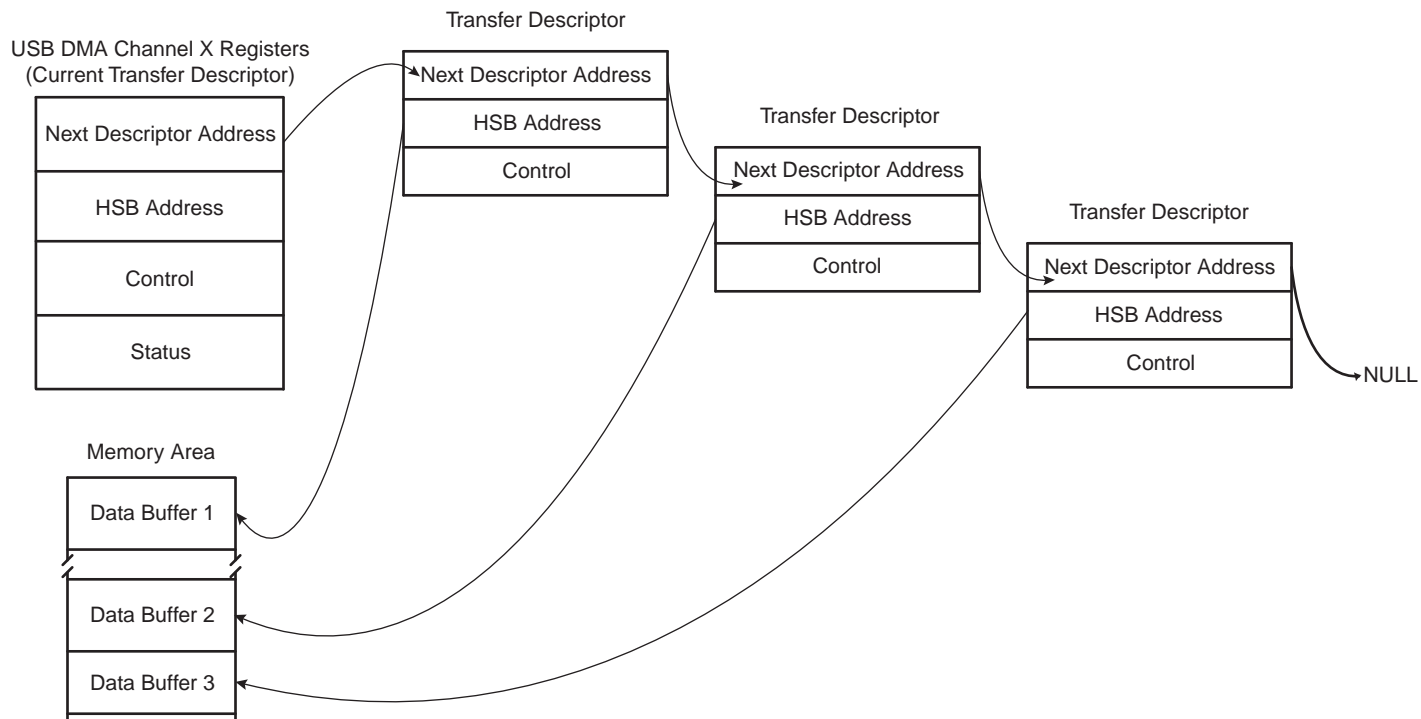 USB DMA Channel X Registers
(Current Transfer Descriptor)
Next Descriptor Address
HSB Address
Control
Status
Transfer Descriptor
Next Descriptor Address
HSB Address
Control
Transfer Descriptor
Next Descriptor Address
HSB Address
Control
Transfer Descriptor
Next Descriptor Address
HSB Address
Control
NULL
Memory Area
Data Buffer 1
Data Buffer 2
Data Buffer 3